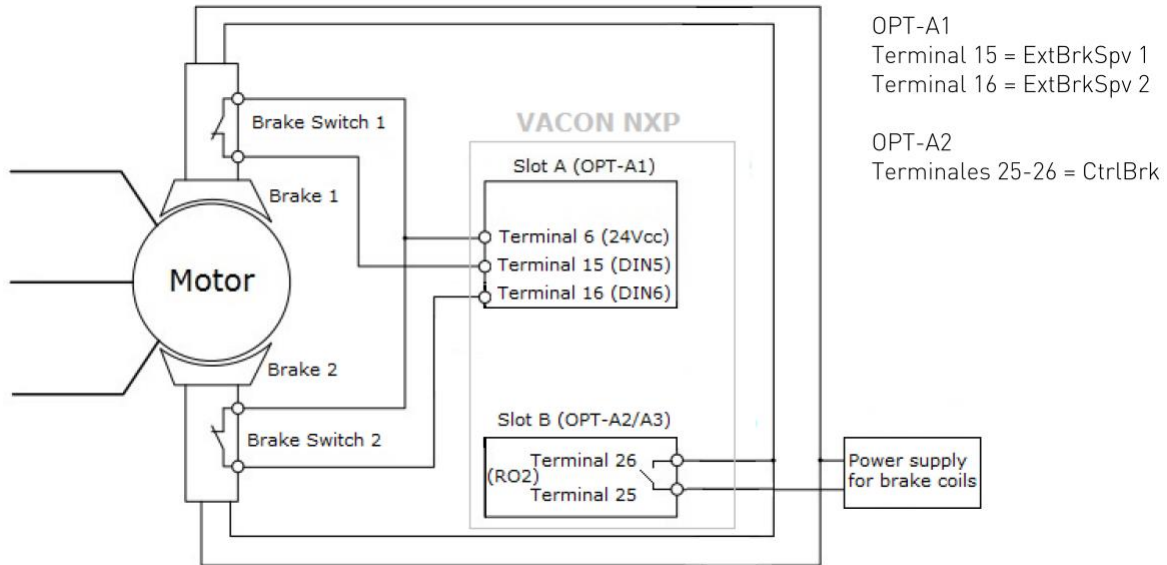 OPT-A1
Terminal 15 = ExtBrkSpv 1
Terminal 16 = ExtBrkSpv 2
OPT-A2
Terminales 25-26 = CtrlBrk
Brake Switch 1
Brake 1
Motor
Brake 2
Brake Switch 2
VACON NXP
Slot A (OPT-A1)
Terminal 6 (24Vcc)
Terminal 15 (DIN5)
Terminal 16 (DIN6)
Slot B (OPT-A2/A3)
Terminal 26
(RO2)
Terminal 25
Power supply
for brake coils